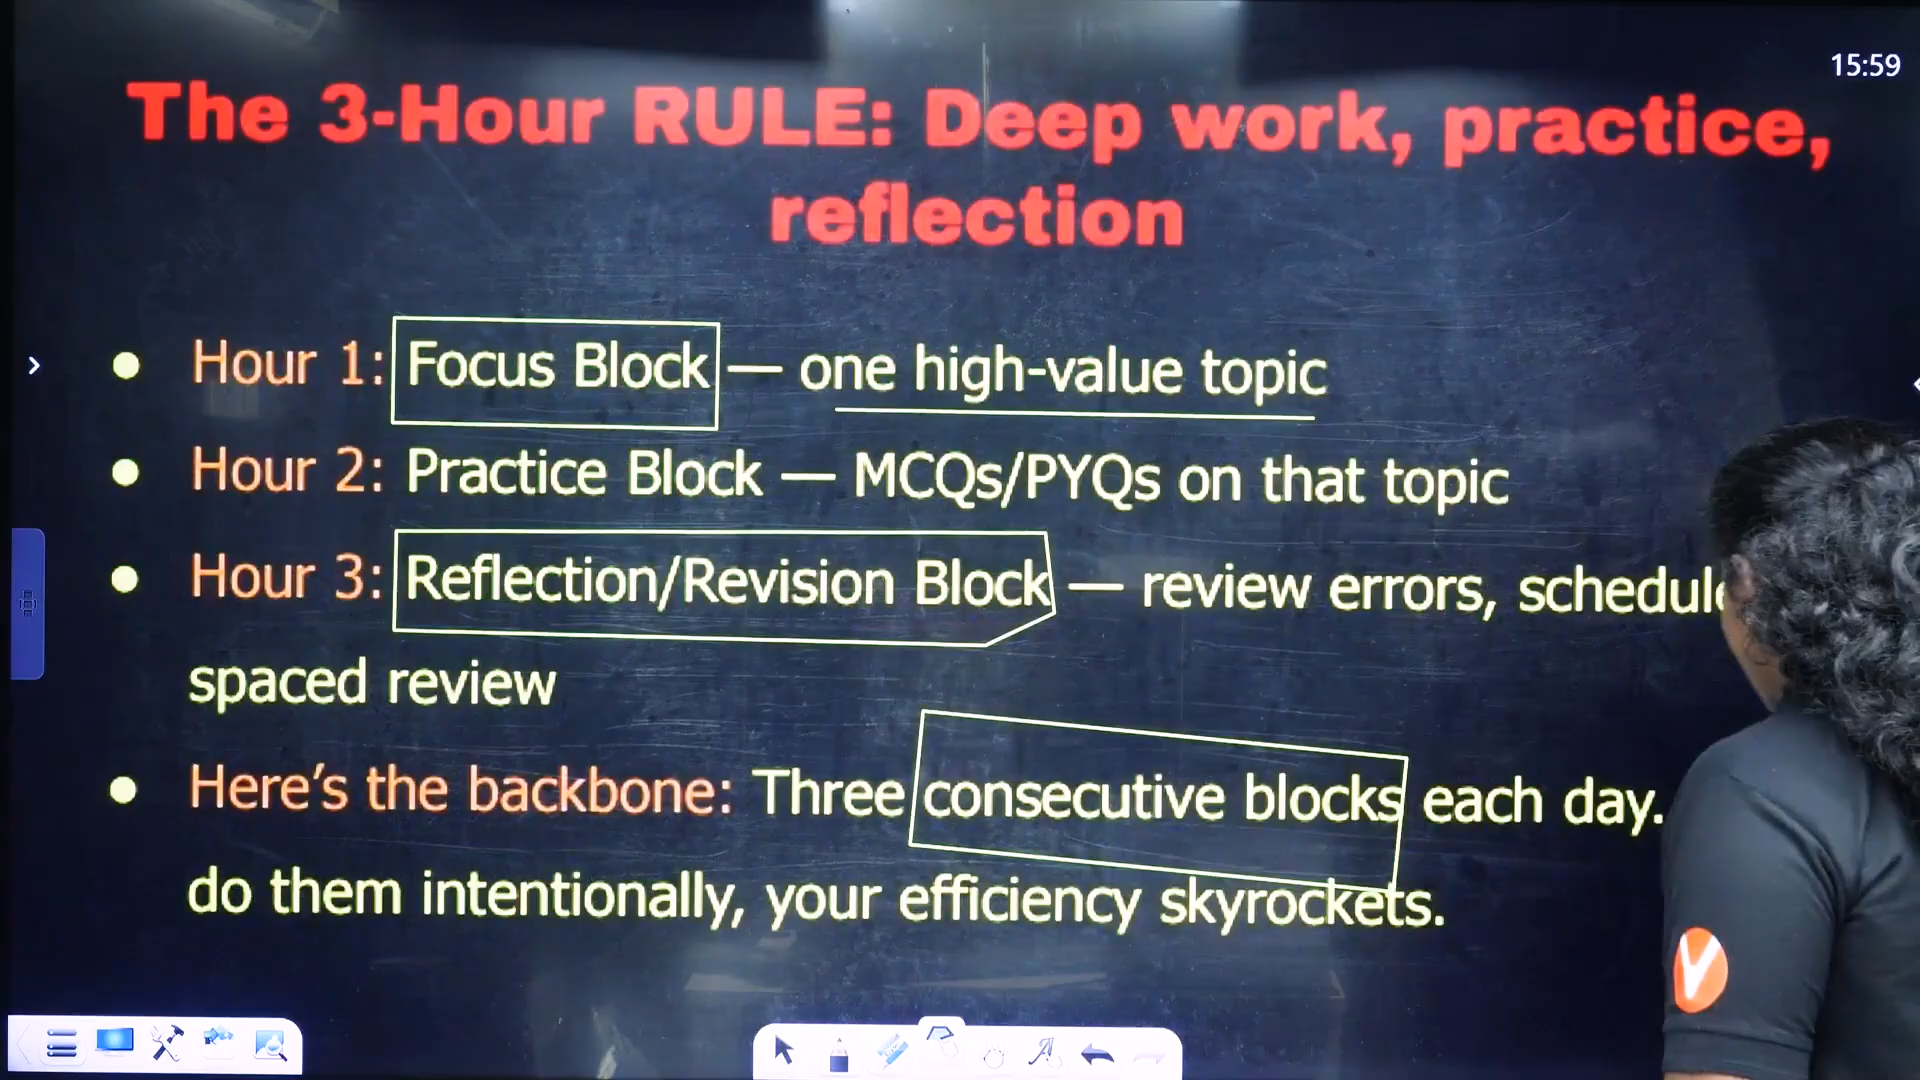 15:59
The 3-Hour RULE: Deep work, practice,
reflection
Hour 1: Focus Block — one high-value topic
Hour 2: Practice Block — MCQs/PYQs on that topic
Hour 3: Reflection/Revision Block — review errors, schedule
spaced review
Here's the backbone: Three consecutive blocks each day.
do them intentionally, your efficiency skyrockets.
V